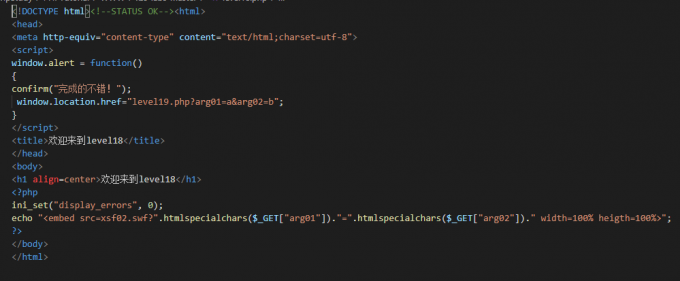 <!DOCTYPE html><!--STATUS OK--><html>
<head>
<meta http-equiv="content-type" content="text/html;charset=utf-8">
<script>
window.alert = function()
{
confirm("完成的不错！");
 window.location.href="level19.php?arg01=a&arg02=b";
}
</script>
<title>欢迎来到level18</title>
</head>
<body>
<h1 align=center>欢迎来到level18</h1>
<?php
ini_set("display_errors", 0);
echo "<embed src=xsf02.swf?".htmlspecialchars($_GET["arg01"])."=".htmlspecialchars($_GET["arg02"])." width=100% heigth=100%>";
?>
</body>
</html>